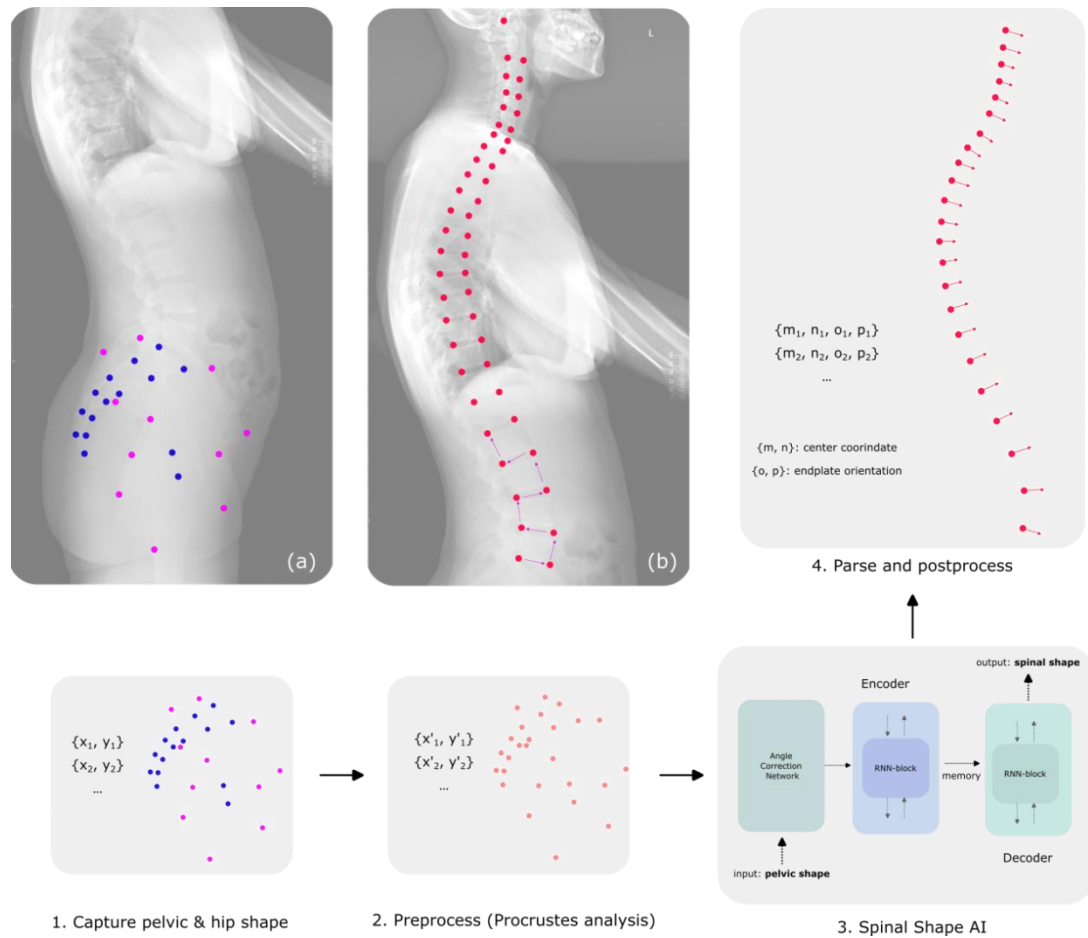 L
(a)
(b)
{m₁, n₁, o₁, p₁}
{m₂, n₂, o₂, p₂}
...
{m, n}: center coorindate
{o, p}: endplate orientation
4. Parse and postprocess
{x₁, y₁}
{x₂, y₂}
...
1. Capture pelvic & hip shape
{x'₁, y'₁}
{x'₂, y'₂}
...
2. Preprocess (Procrustes analysis)
output: spinal shape
Encoder
Angle
Correction
Network
RNN-block
memory
RNN-block
Decoder
input: pelvic shape
3. Spinal Shape AI